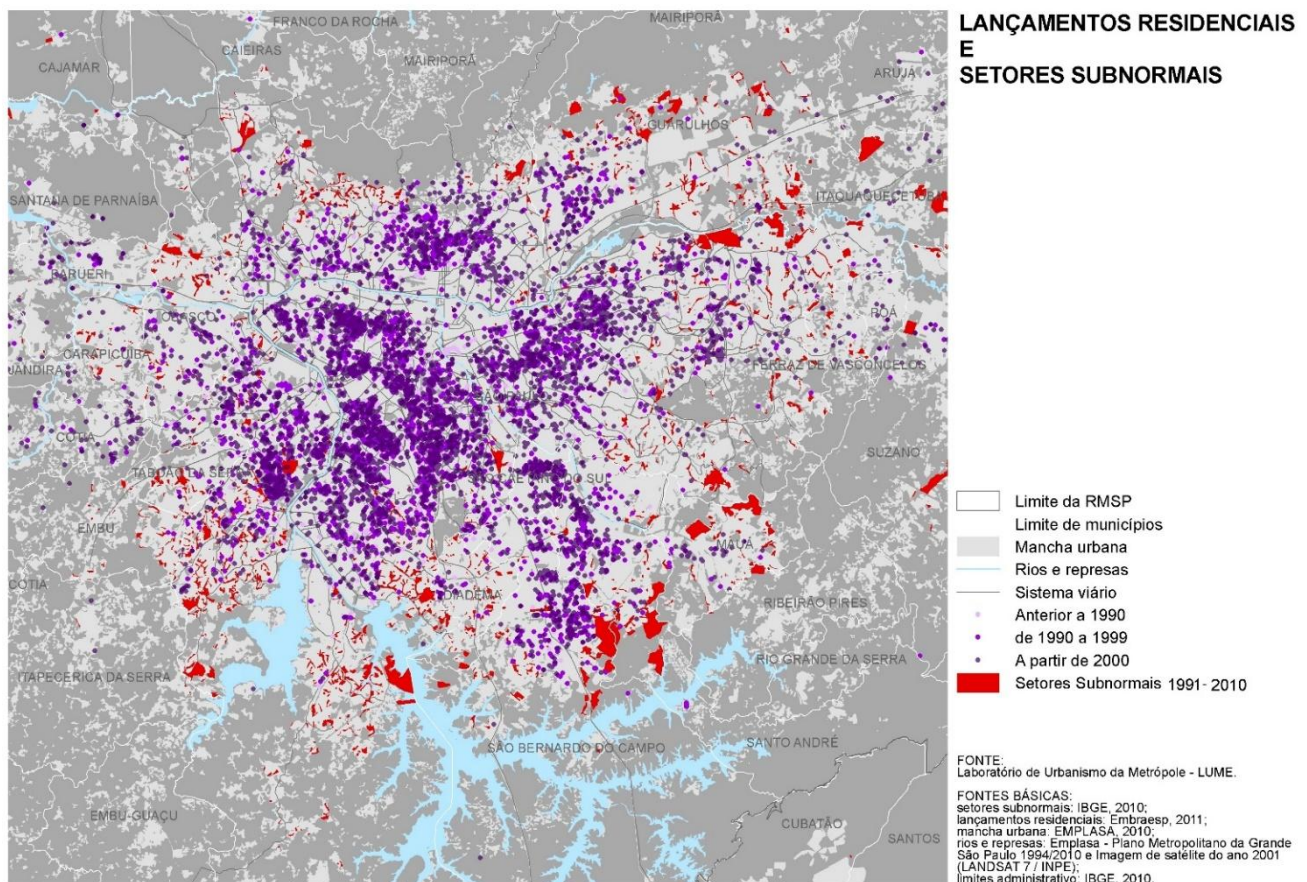 LANÇAMENTOS RESIDENCIAIS
E
SETORES SUBNORMAIS
FRANCO DA ROCHA
MAIRIPORÃ
CAIEIRAS
MAIRIPORÃ
CAJAMAR
ARUJÁ
GUARULHOS
SANTANA DE PARNAÍBA
ITAQUAQUECETUBA
BARUERI
OSASCO
POÁ
CARAPICUÍBA
FERRAZ DE VASCONCELOS
JANDIRA
SÃO PAULO
COTIA
SUZANO
TABOÃO DA SERRA
SÃO CAETANO DO SUL
EMBU
MAUÁ
COTIA
DIADEMA
RIBEIRÃO PIRES
RIO GRANDE DA SERRA
ITAPECERICA DA SERRA
SÃO BERNARDO DO CAMPO
SANTO ANDRÉ
EMBU-GUAÇU
CUBATÃO
SANTOS
Limite da RMSP
Limite de municípios
Mancha urbana
Rios e represas
Sistema viário
Anterior a 1990
de 1990 a 1999
A partir de 2000
Setores Subnormais 1991- 2010
FONTE:
Laboratório de Urbanismo da Metrópole - LUME.
FONTES BÁSICAS:
setores subnormais: IBGE, 2010;
lançamentos residenciais: Embraesp, 2011;
mancha urbana: EMPLASA, 2010;
rios e represas: Emplasa - Plano Metropolitano da Grande
São Paulo 1994/2010 e Imagem de satélite do ano 2001
(LANDSAT 7 / INPE);
limites administrativo: IBGE, 2010.